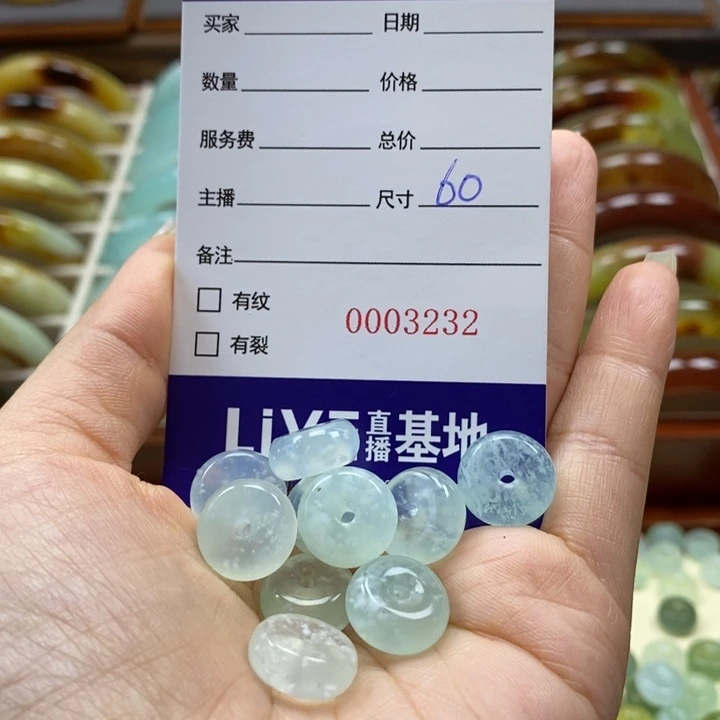 买家 日期
数量 价格
服务费 总价
主播 尺寸 60
备注
有纹
有裂
0003232
LiVE 直播 基地